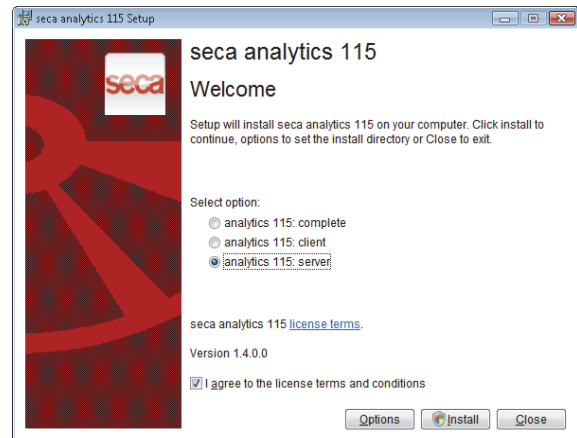 seca analytics 115 Setup
seca
seca analytics 115
Welcome
Setup will install seca analytics 115 on your computer. Click install to
continue, options to set the install directory or Close to exit.
Select option:
analytics 115: complete
analytics 115: client
analytics 115: server
seca analytics 115 license terms.
Version 1.4.0.0
I agree to the license terms and conditions
Options Install Close